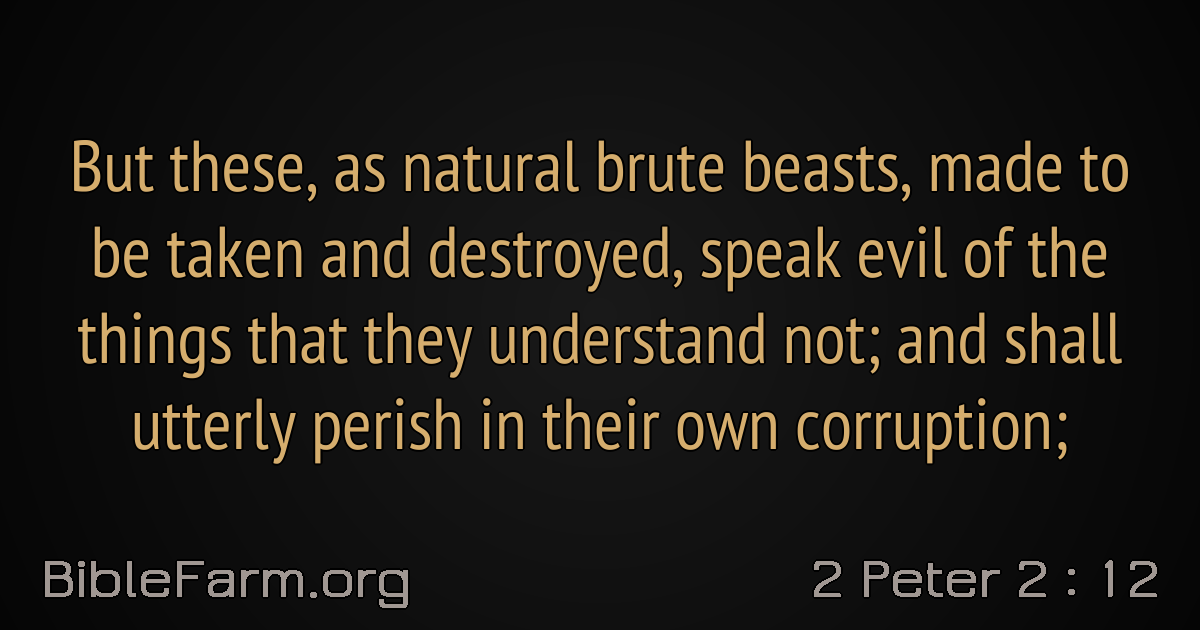 But these, as natural brute beasts, made to
be taken and destroyed, speak evil of the
things that they understand not; and shall
utterly perish in their own corruption;
BibleFarm.org
2 Peter 2 : 12